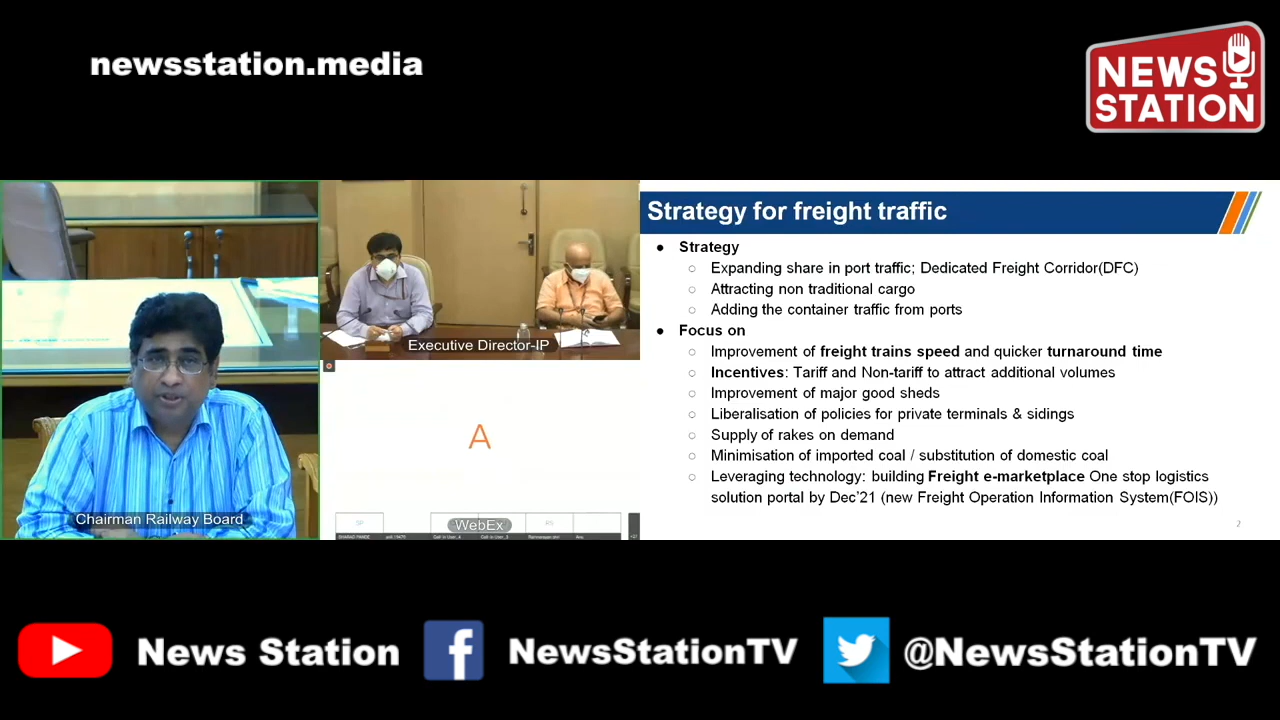 newsstation.media
NEWS
STATION
Strategy for freight traffic
● Strategy
○ Expanding share in port traffic; Dedicated Freight Corridor(DFC)
○ Attracting non traditional cargo
○ Adding the container traffic from ports
● Focus on
○ Improvement of freight trains speed and quicker turnaround time
○ Incentives: Tariff and Non-tariff to attract additional volumes
○ Improvement of major good sheds
○ Liberalisation of policies for private terminals & sidings
○ Supply of rakes on demand
○ Minimisation of imported coal / substitution of domestic coal
○ Leveraging technology: building Freight e-marketplace One stop logistics
solution portal by Dec'21 (new Freight Operation Information System(FOIS))
2
Executive Director-IP
A
Chairman Railway Board
WebEx
News Station
NewsStationTV
@NewsStationTV